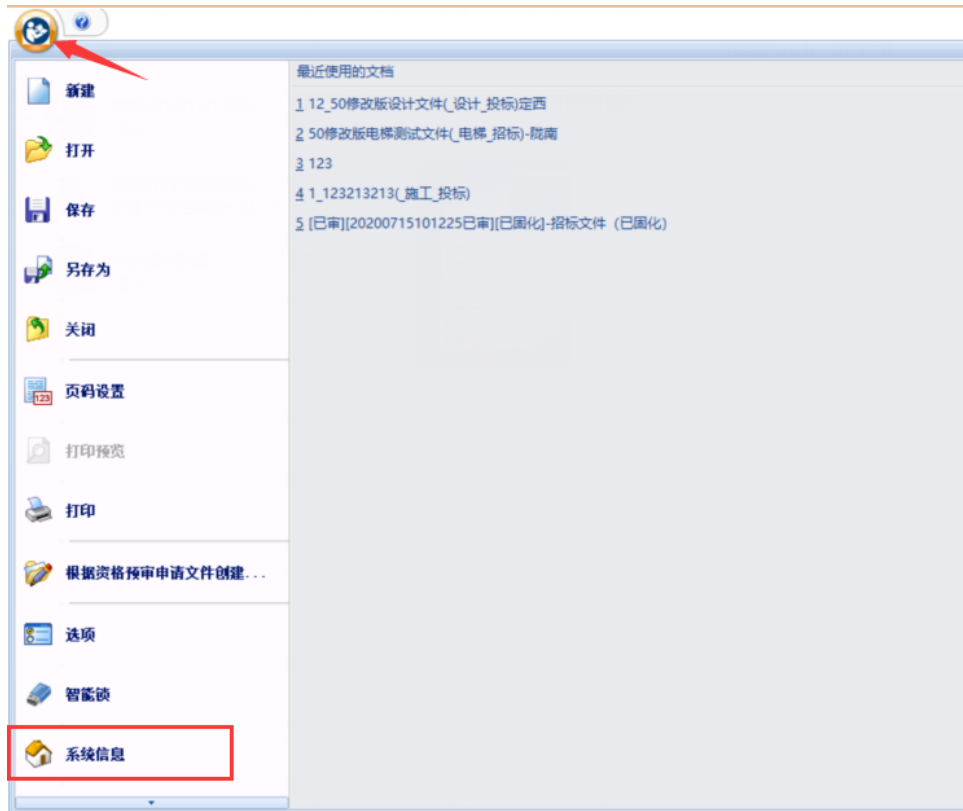 最近使用的文档
1 12_50修改版设计文件(_设计_投标)定西
2 50修改版电梯测试文件(_电梯_招标)-陇南
3 123
4 1_123213213(_施工_投标)
5 [已审][20200715101225已审][已固化]-招标文件（已固化）
新建
打开
保存
另存为
关闭
123
页码设置
打印预览
打印
根据资格预审申请文件创建...
选项
智能锁
系统信息